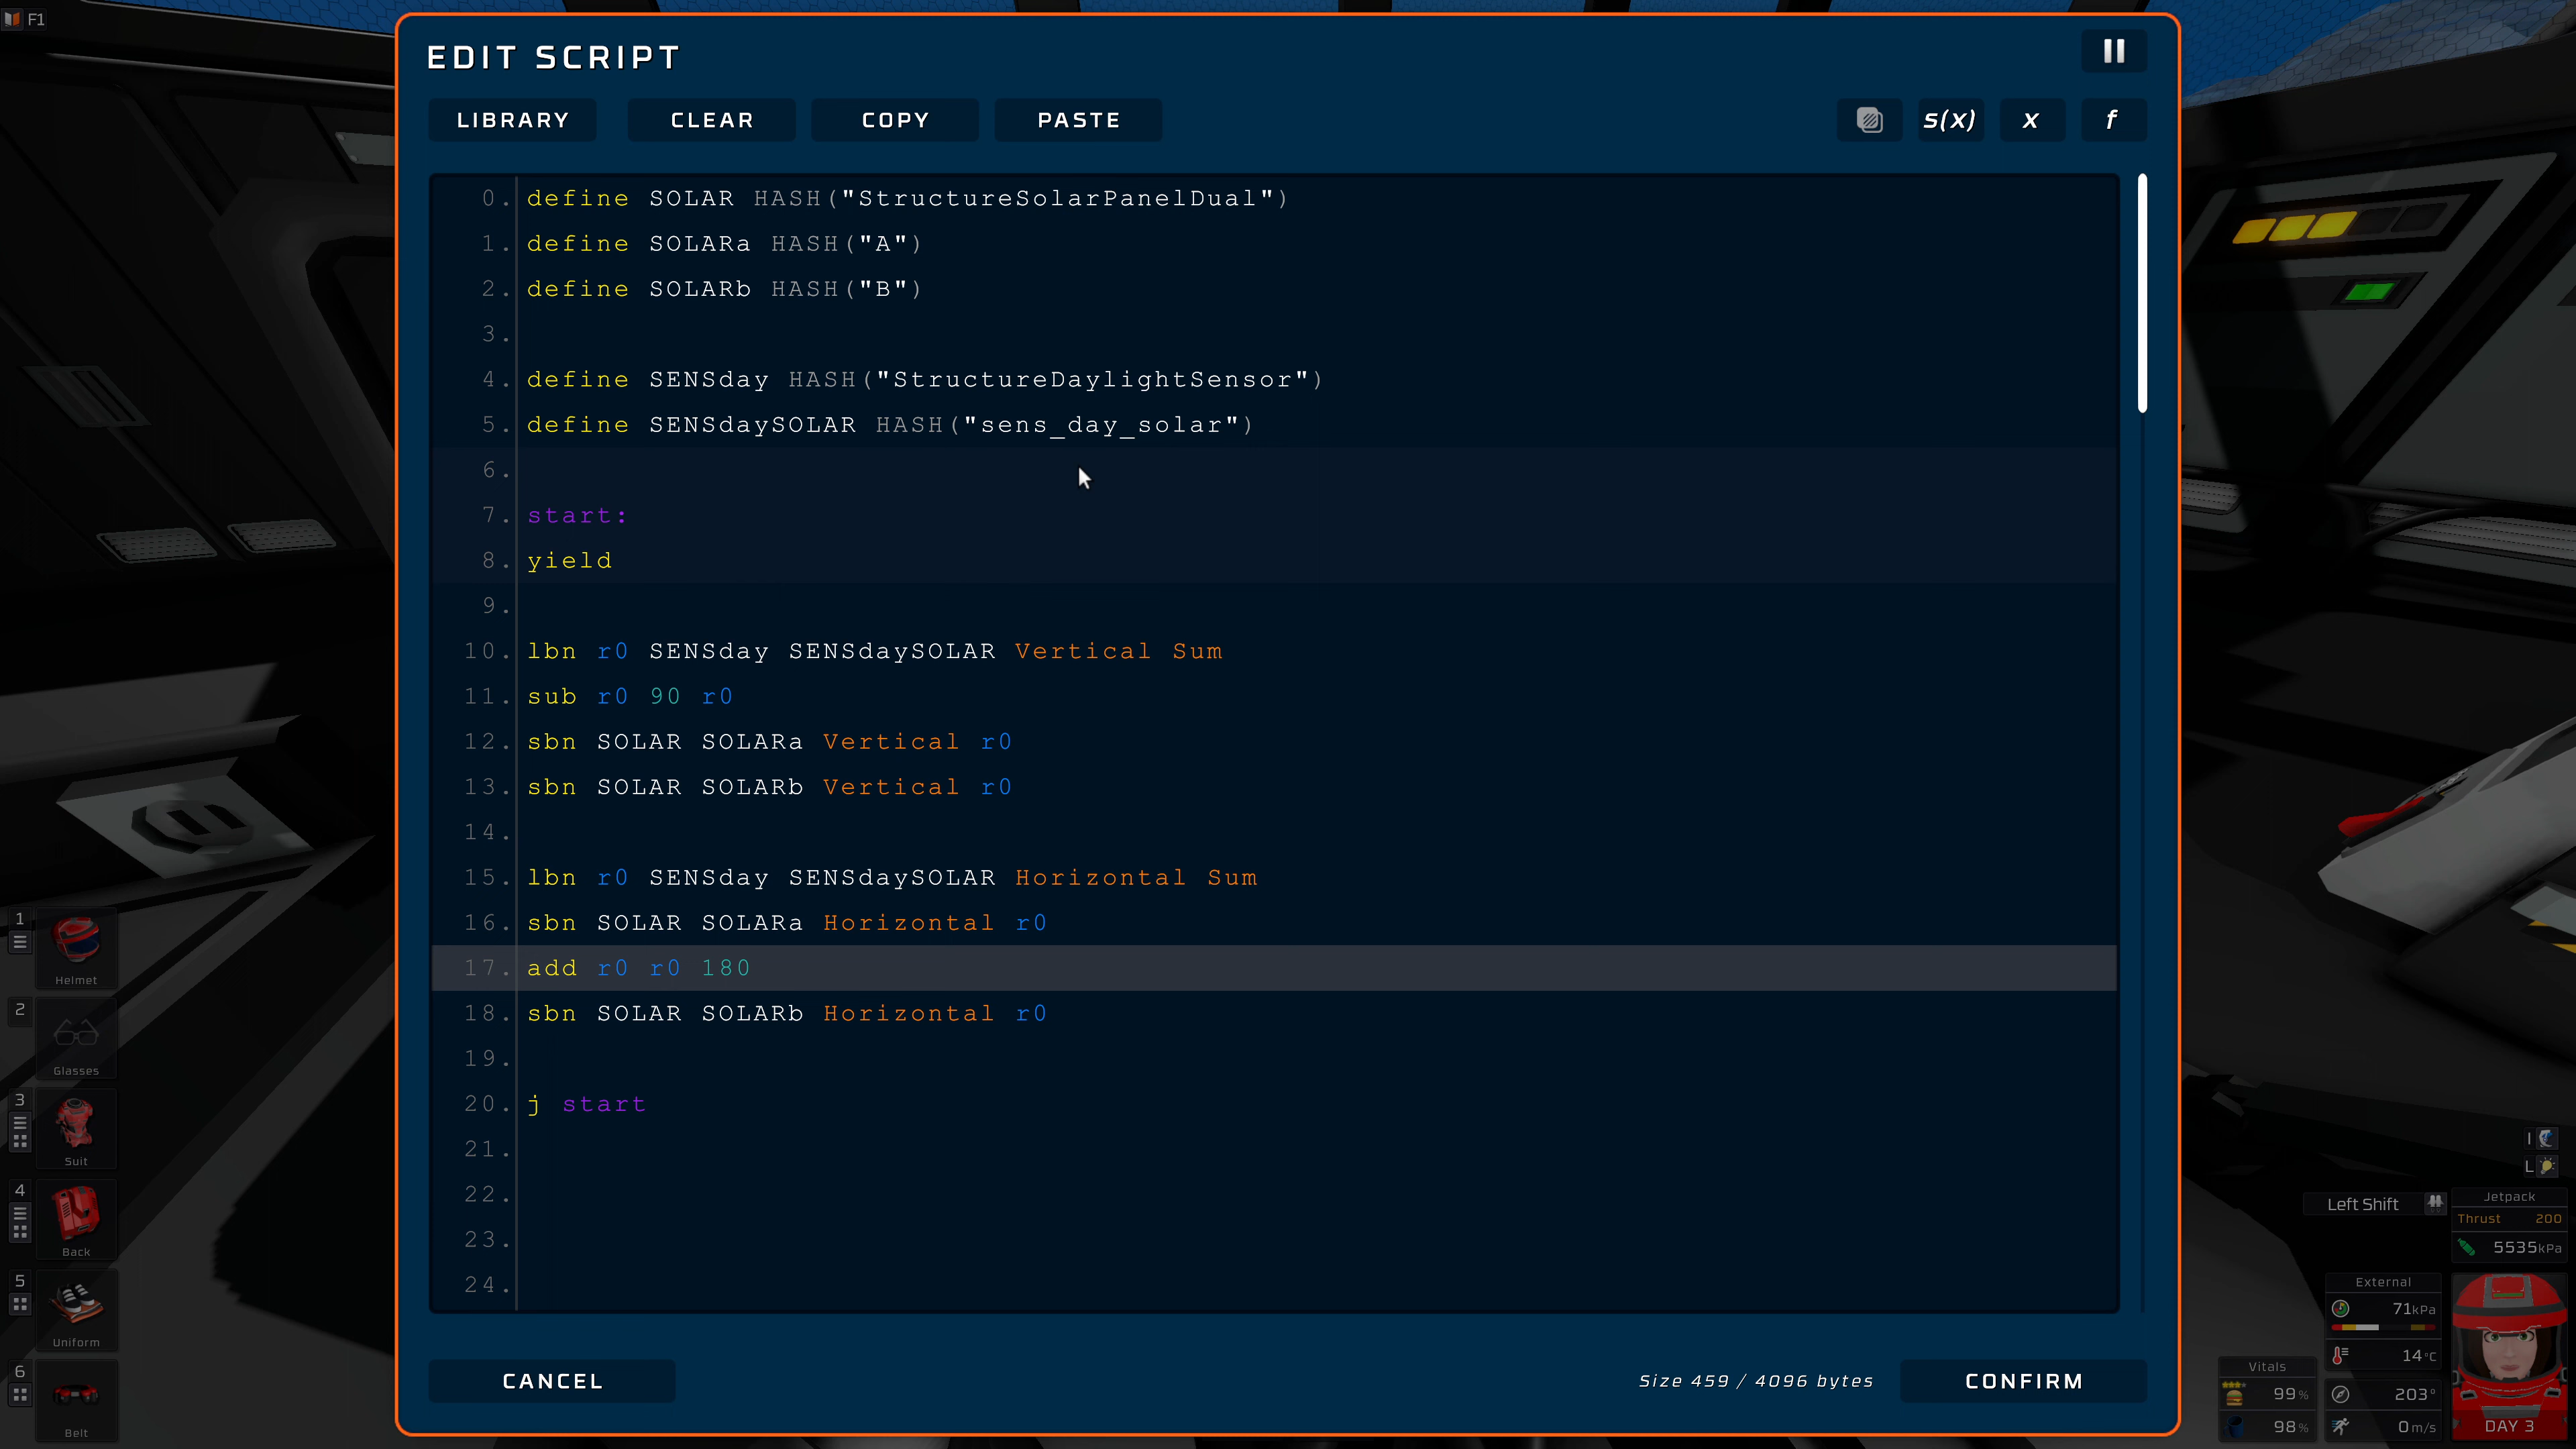 F1
EDIT SCRIPT
LIBRARY CLEAR COPY PASTE s(x) x f
0. define SOLAR HASH("StructureSolarPanelDual")
1. define SOLARa HASH("A")
2. define SOLARb HASH("B")
3.
4. define SENSday HASH("StructureDaylightSensor")
5. define SENSdaySOLAR HASH("sens_day_solar")
6.
7. start:
8. yield
9.
10. lbn r0 SENSday SENSdaySOLAR Vertical Sum
11. sub r0 90 r0
12. sbn SOLAR SOLARa Vertical r0
13. sbn SOLAR SOLARb Vertical r0
14.
15. lbn r0 SENSday SENSdaySOLAR Horizontal Sum
16. sbn SOLAR SOLARa Horizontal r0
17. add r0 r0 180
18. sbn SOLAR SOLARb Horizontal r0
19.
20. j start
21.
22.
23.
24.
CANCEL Size 459 / 4096 bytes CONFIRM
1 Helmet
2 Glasses
3 Suit
4 Back
5 Uniform
6 Belt
I
L
Left Shift
Jetpack
Thrust 200
5535kPa
External
71kPa
14°C
Vitals
99%
203°
98%
0m/s
DAY 3